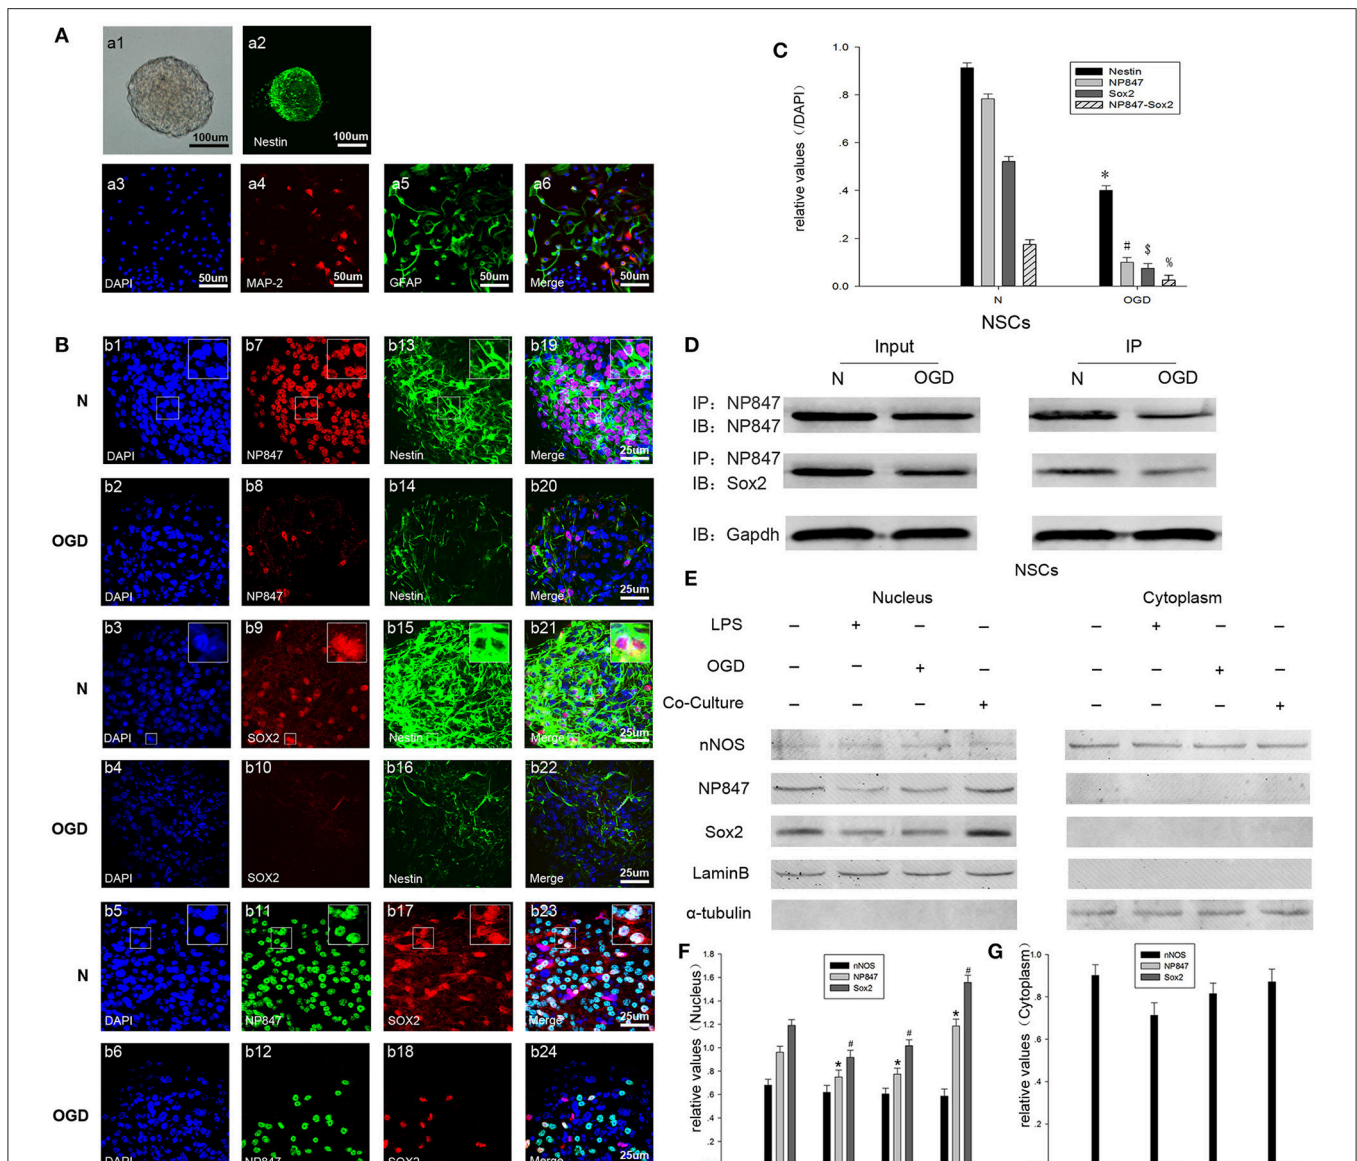 A
a1
100um
a2
Nestin
100um
a3
DAPI
50um
a4
MAP-2
50um
a5
GFAP
50um
a6
Merge
50um
B
N
b1
DAPI
b7
NP847
b13
Nestin
b19
Merge
25um
OGD
b2
DAPI
b8
NP847
b14
Nestin
b20
Merge
25um
N
b3
DAPI
b9
SOX2
b15
Nestin
b21
Merge
25um
OGD
b4
DAPI
b10
SOX2
b16
Nestin
b22
Merge
25um
N
b5
DAPI
b11
NP847
b17
SOX2
b23
Merge
25um
OGD
b6
DAPI
b12
NP847
b18
SOX2
b24
Merge
25um
C
relative values（/DAPI）
1.0
.8
.6
.4
.2
0.0
Nestin
NP847
Sox2
NP847-Sox2
*
#
$
%
N
OGD
NSCs
D
Input
IP
N
OGD
N
OGD
IP：NP847
IB：NP847
IP：NP847
IB：Sox2
IB：Gapdh
NSCs
E
Nucleus
Cytoplasm
LPS
– + – – – + – –
OGD
– – + – – – + –
Co-Culture
– – – + – – – +
nNOS
NP847
Sox2
LaminB
α-tubulin
F
relative values（Nucleus）
1.8
1.6
1.4
1.2
1.0
.8
.6
.4
.2
nNOS
NP847
Sox2
*
#
*
#
*
#
G
relative values（Cytoplasm）
1.0
.8
.6
.4
.2
nNOS
NP847
Sox2